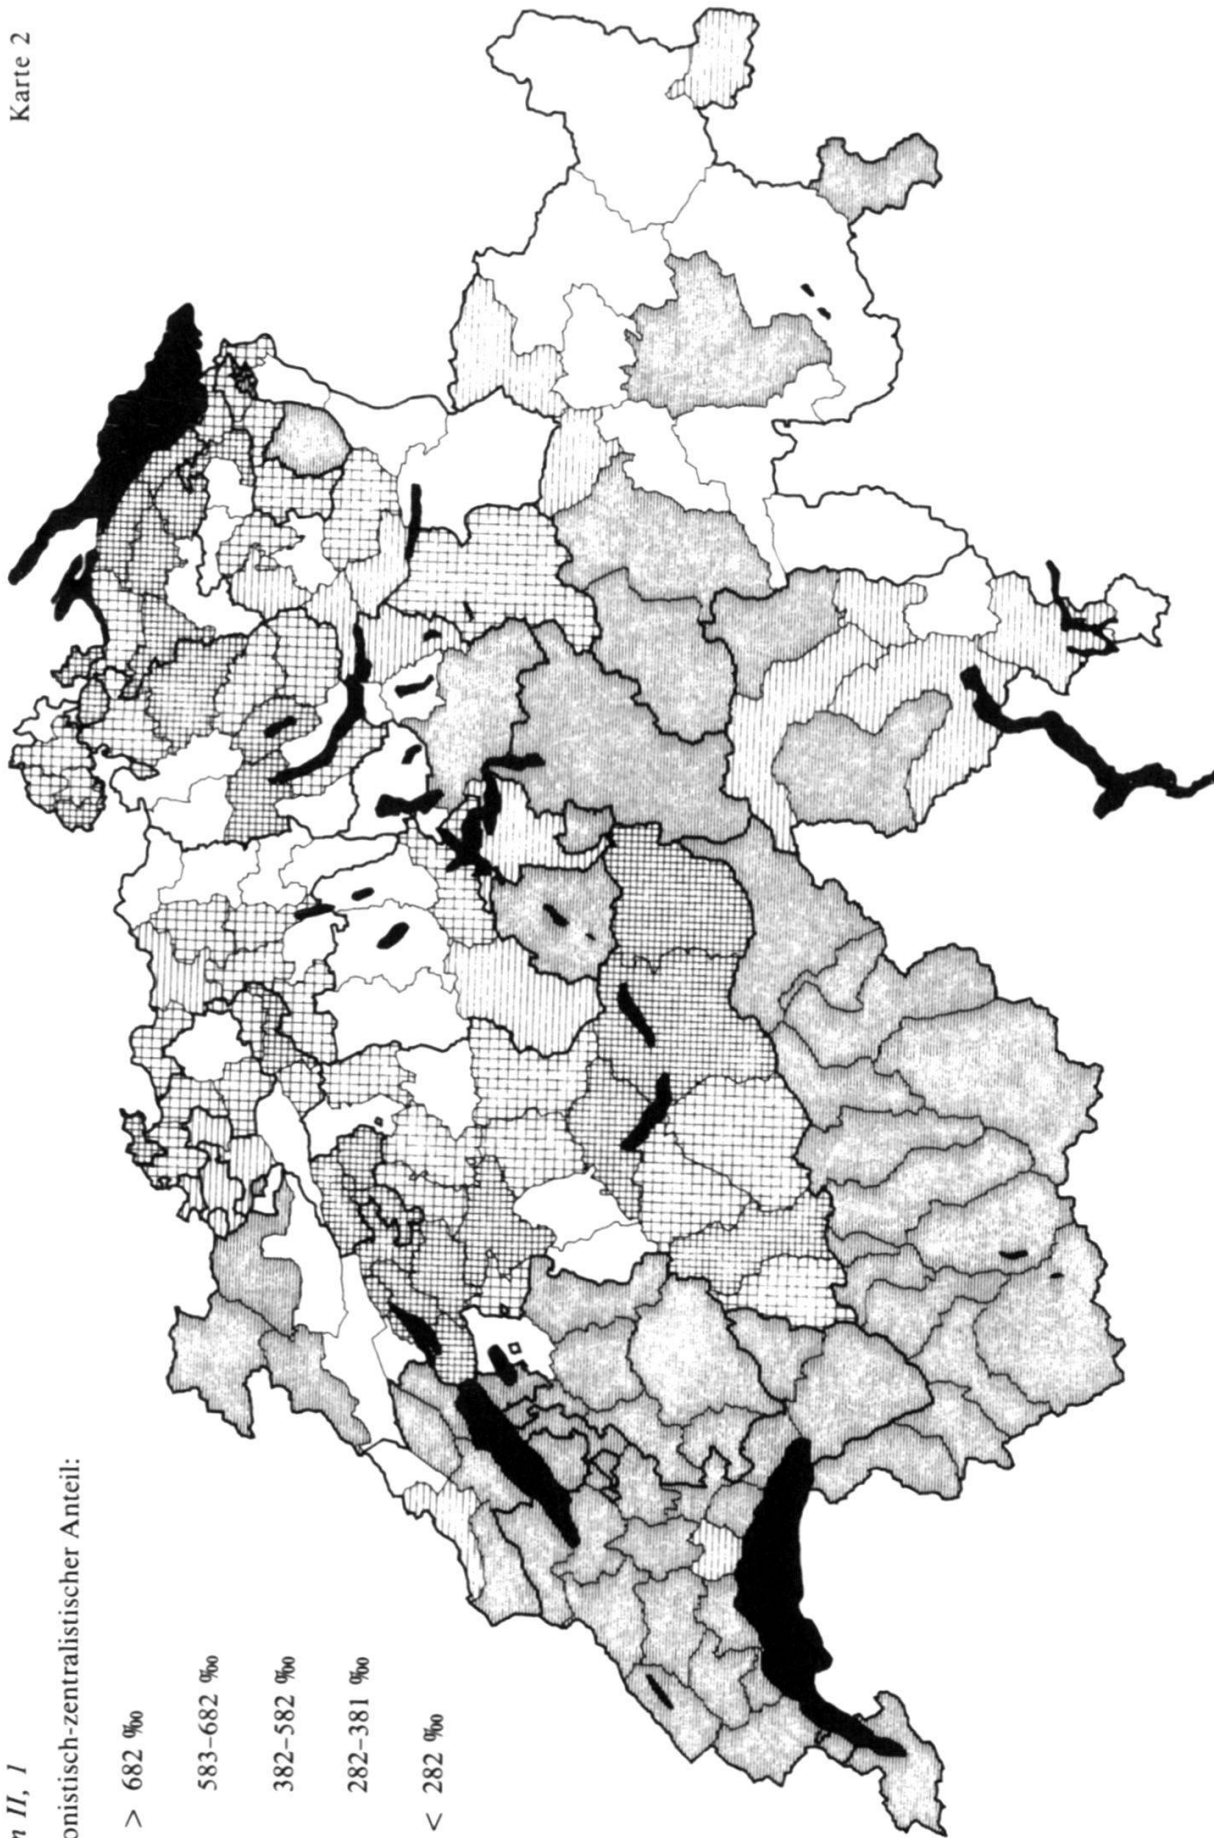 Karte 2
II, 1
onistisch-zentralistischer Anteil:
> 682 ‰
583–682 ‰
382–582 ‰
282–381 ‰
< 282 ‰